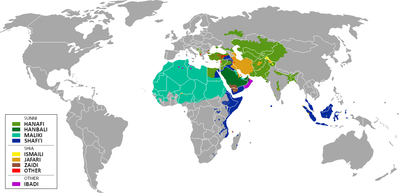 SUNNI
HANAFI
HANBALI
MALIKI
SHAFI'I
SHIA
ISMAILI
JAFARI
ZAIDI
OTHER
OTHER
IBADI